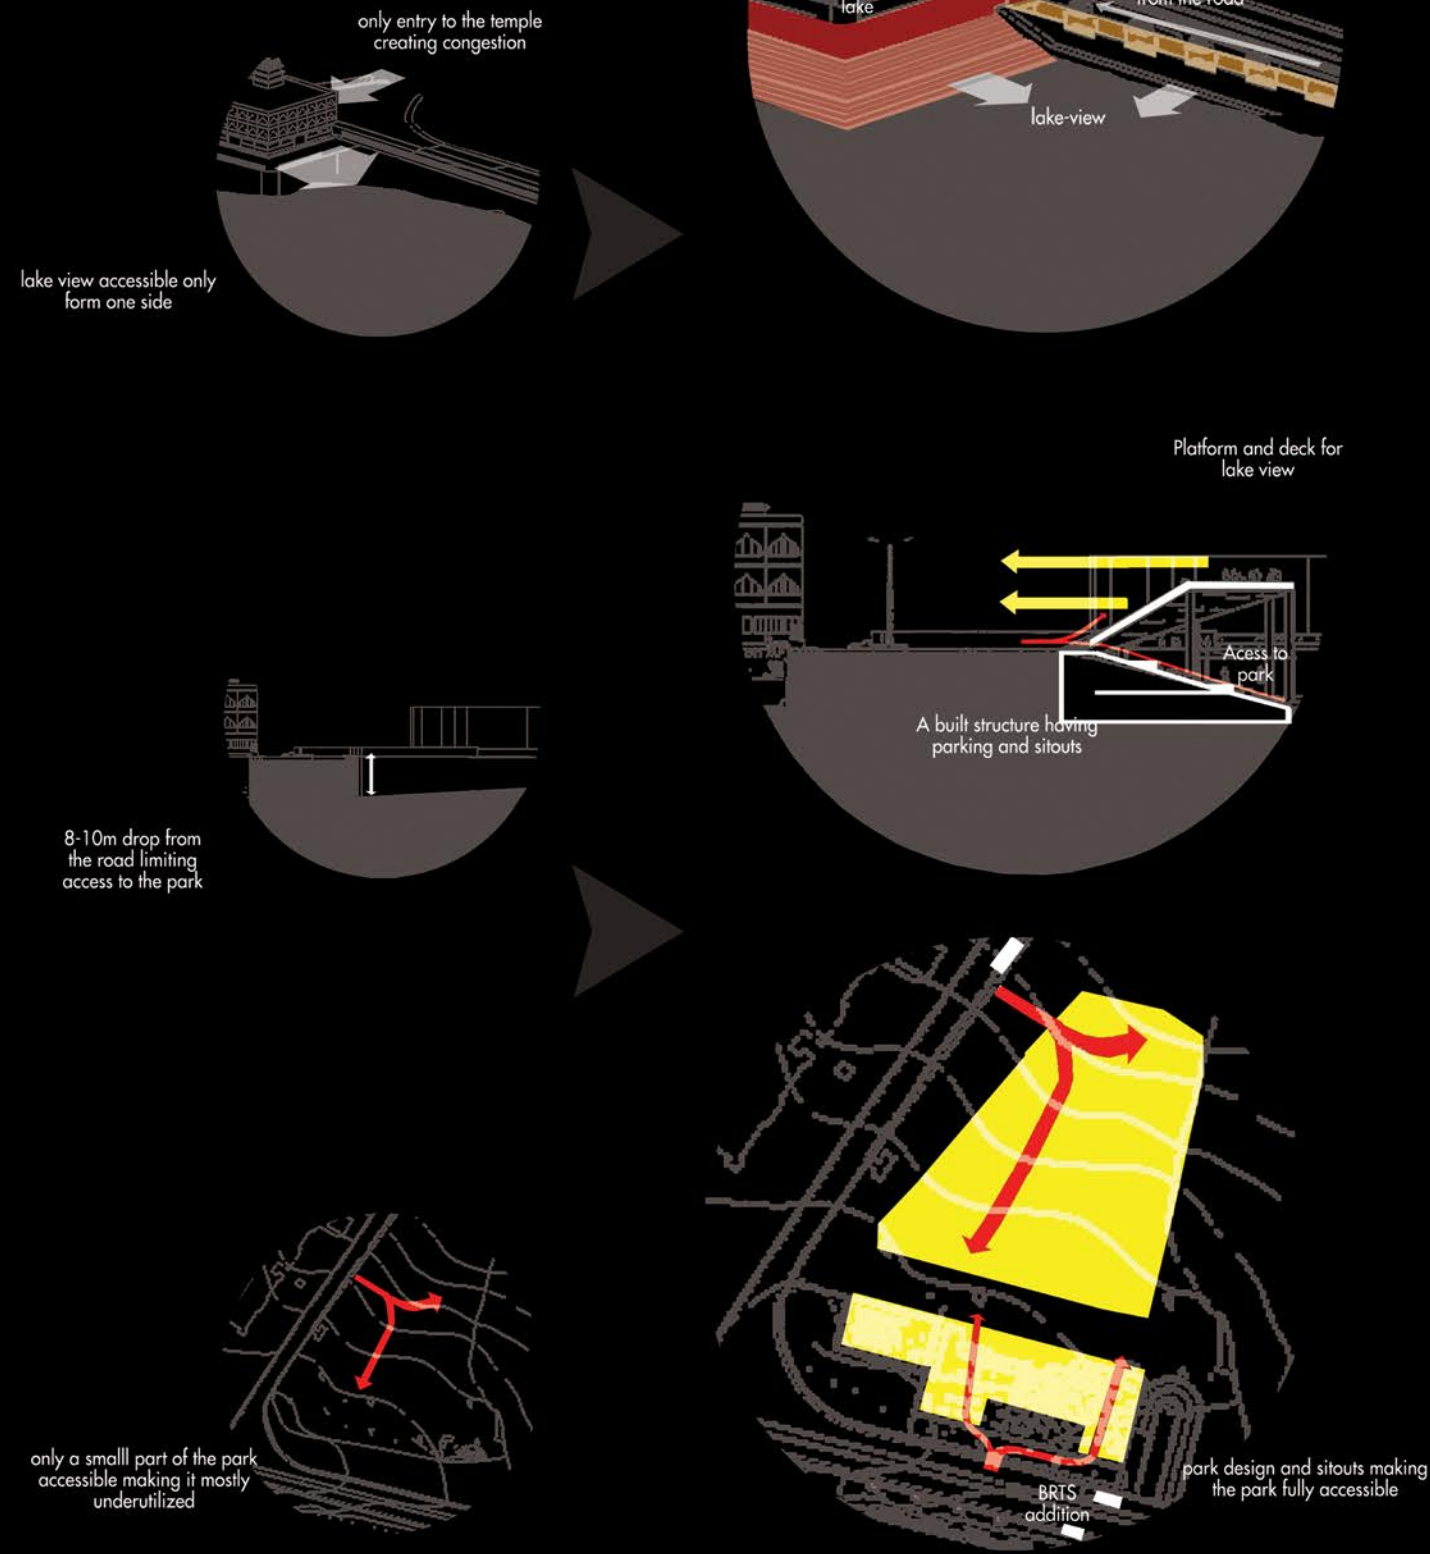 lake
from the road
only entry to the temple
creating congestion
lake-view
lake view accessible only
form one side
Platform and deck for
lake view
Acess to
park
A built structure having
parking and sitouts
8-10m drop from
the road limiting
access to the park
only a smalll part of the park
accessible making it mostly
underutilized
BRTS
addition
park design and sitouts making
the park fully accessible